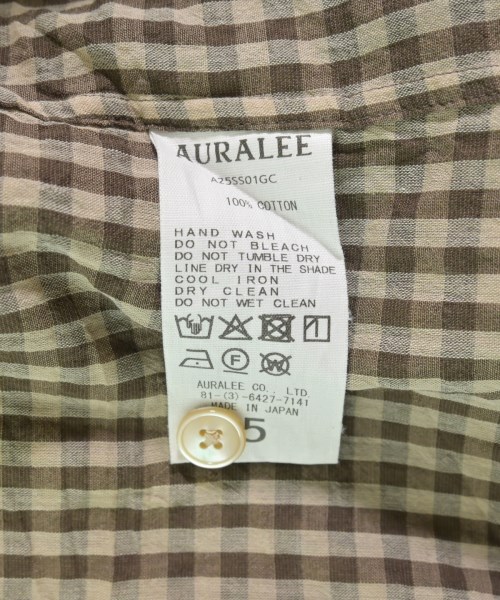 AURALEE
A25SS01GC
100% COTTON
HAND WASH
DO NOT BLEACH
DO NOT TUMBLE DRY
LINE DRY IN THE SHADE
COOL IRON
DRY CLEAN
DO NOT WET CLEAN
F W
AURALEE CO., LTD
81-(3)-6427-7141
MADE IN JAPAN
5